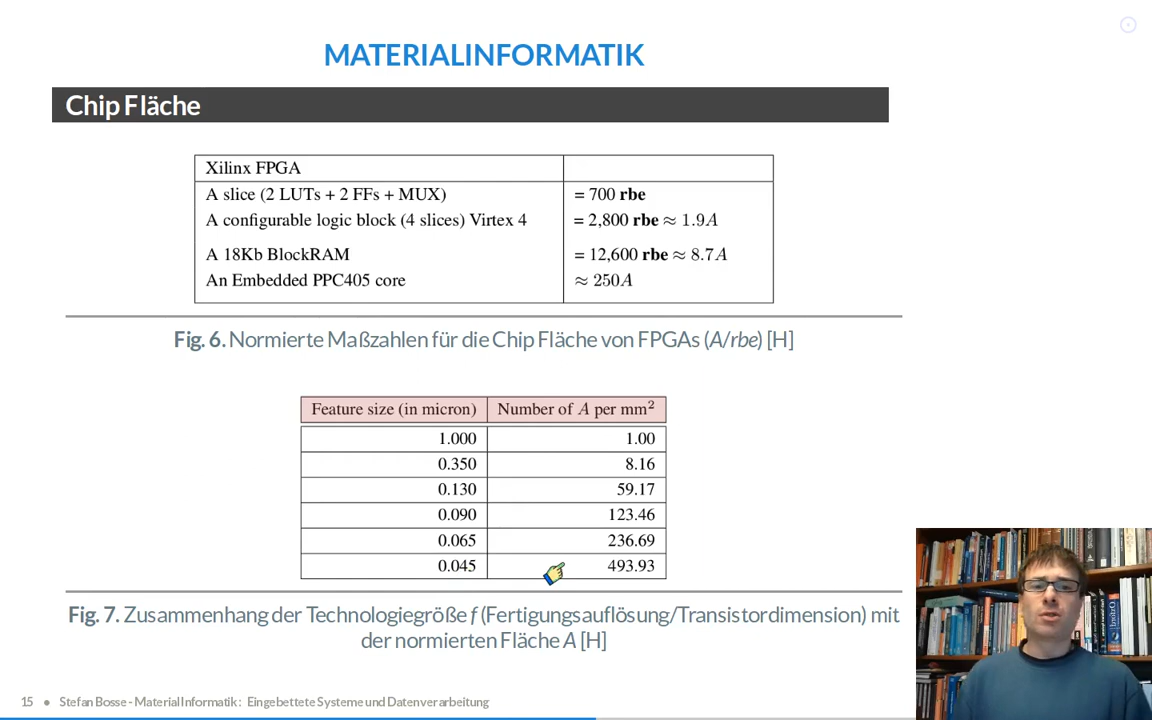 MATERIALINFORMATIK
Chip Fläche
Xilinx FPGA
A slice (2 LUTs + 2 FFs + MUX) = 700 rbe
A configurable logic block (4 slices) Virtex 4 = 2,800 rbe ≈ 1.9A
A 18Kb BlockRAM = 12,600 rbe ≈ 8.7A
An Embedded PPC405 core ≈ 250A
Fig. 6. Normierte Maßzahlen für die Chip Fläche von FPGAs (A/rbe) [H]
Feature size (in micron) Number of A per mm²
1.000 1.00
0.350 8.16
0.130 59.17
0.090 123.46
0.065 236.69
0.045 493.93
Fig. 7. Zusammenhang der Technologiegröße f (Fertigungsauflösung/Transistordimension) mit
der normierten Fläche A [H]
15 • Stefan Bosse - Material Informatik: Eingebettete Systeme und Datenverarbeitung